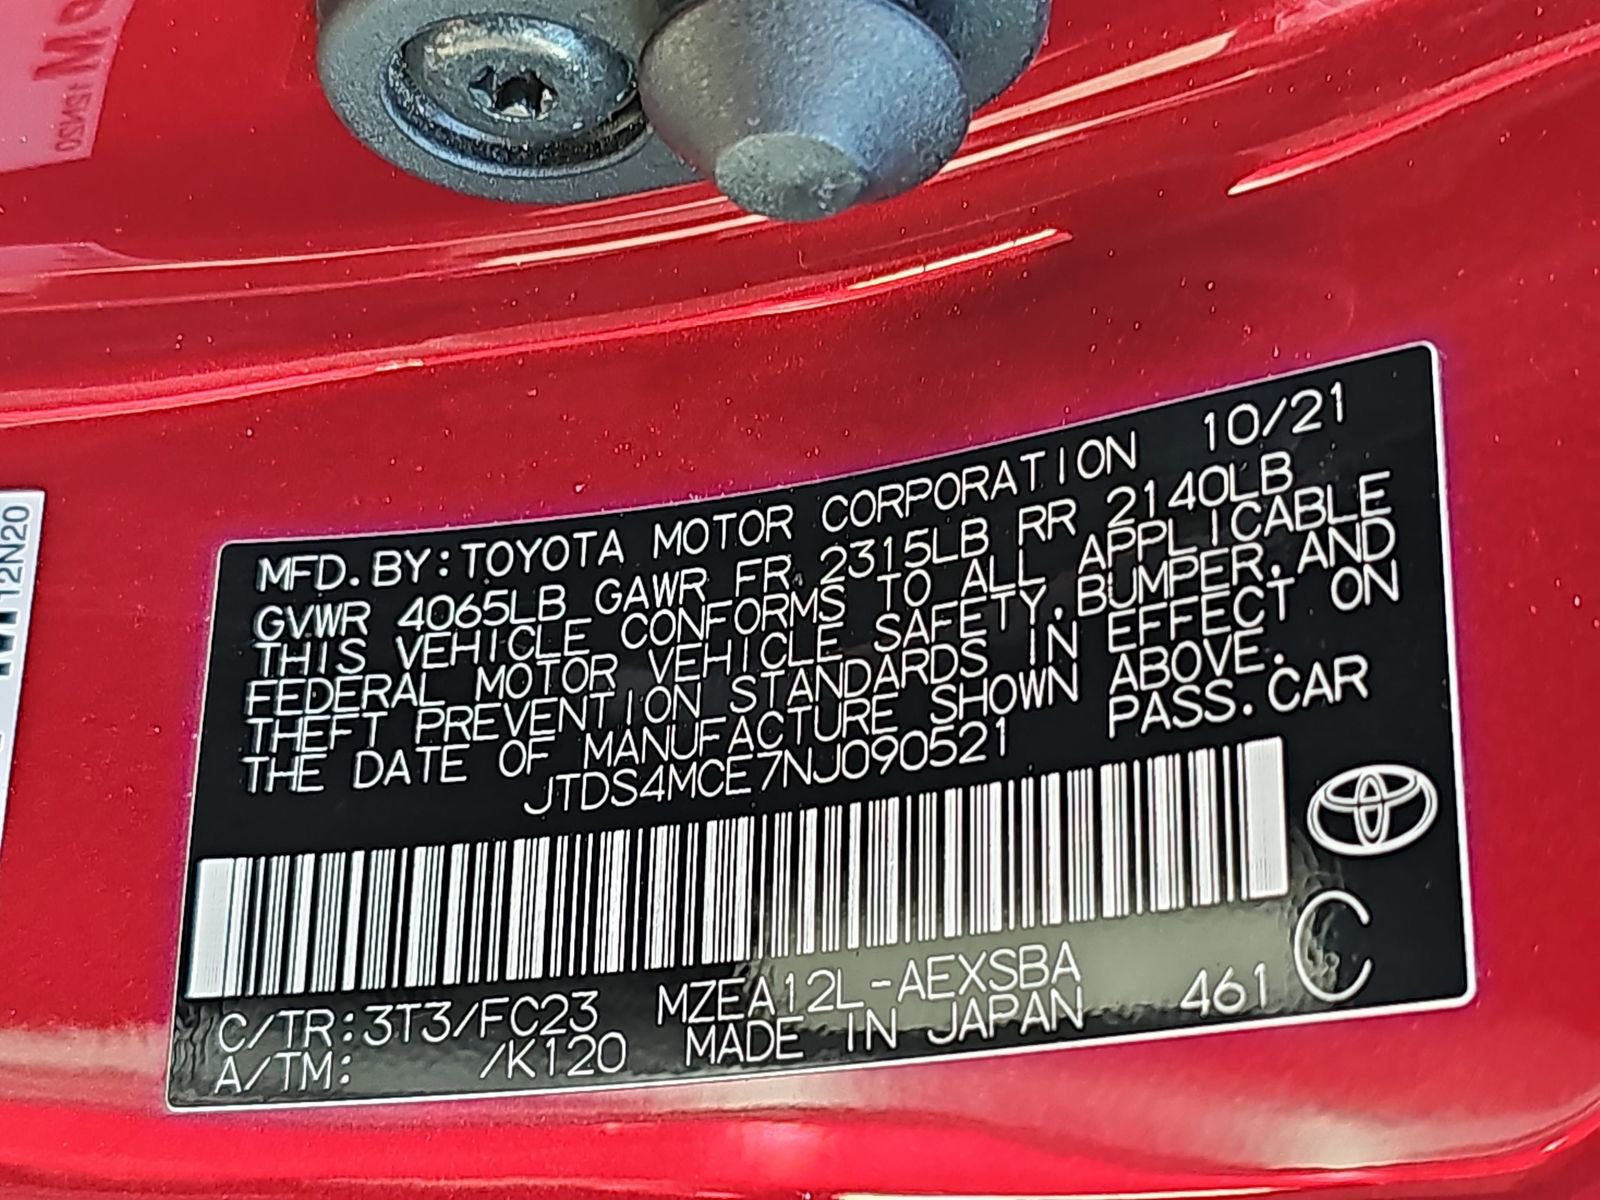 MFD. BY: TOYOTA MOTOR CORPORATION 10/21
GVWR 4065LB GAWR FR 2315LB RR 2140LB
THIS VEHICLE CONFORMS TO ALL APPLICABLE
FEDERAL MOTOR VEHICLE SAFETY, BUMPER, AND
THEFT PREVENTION STANDARDS IN EFFECT ON
THE DATE OF MANUFACTURE SHOWN ABOVE.
JTDS4MCE7NJ090521 PASS. CAR
C/TR: 3T3/FC23 MZEA12L-AEXSBA 461 C
A/TM: /K120 MADE IN JAPAN
12N20